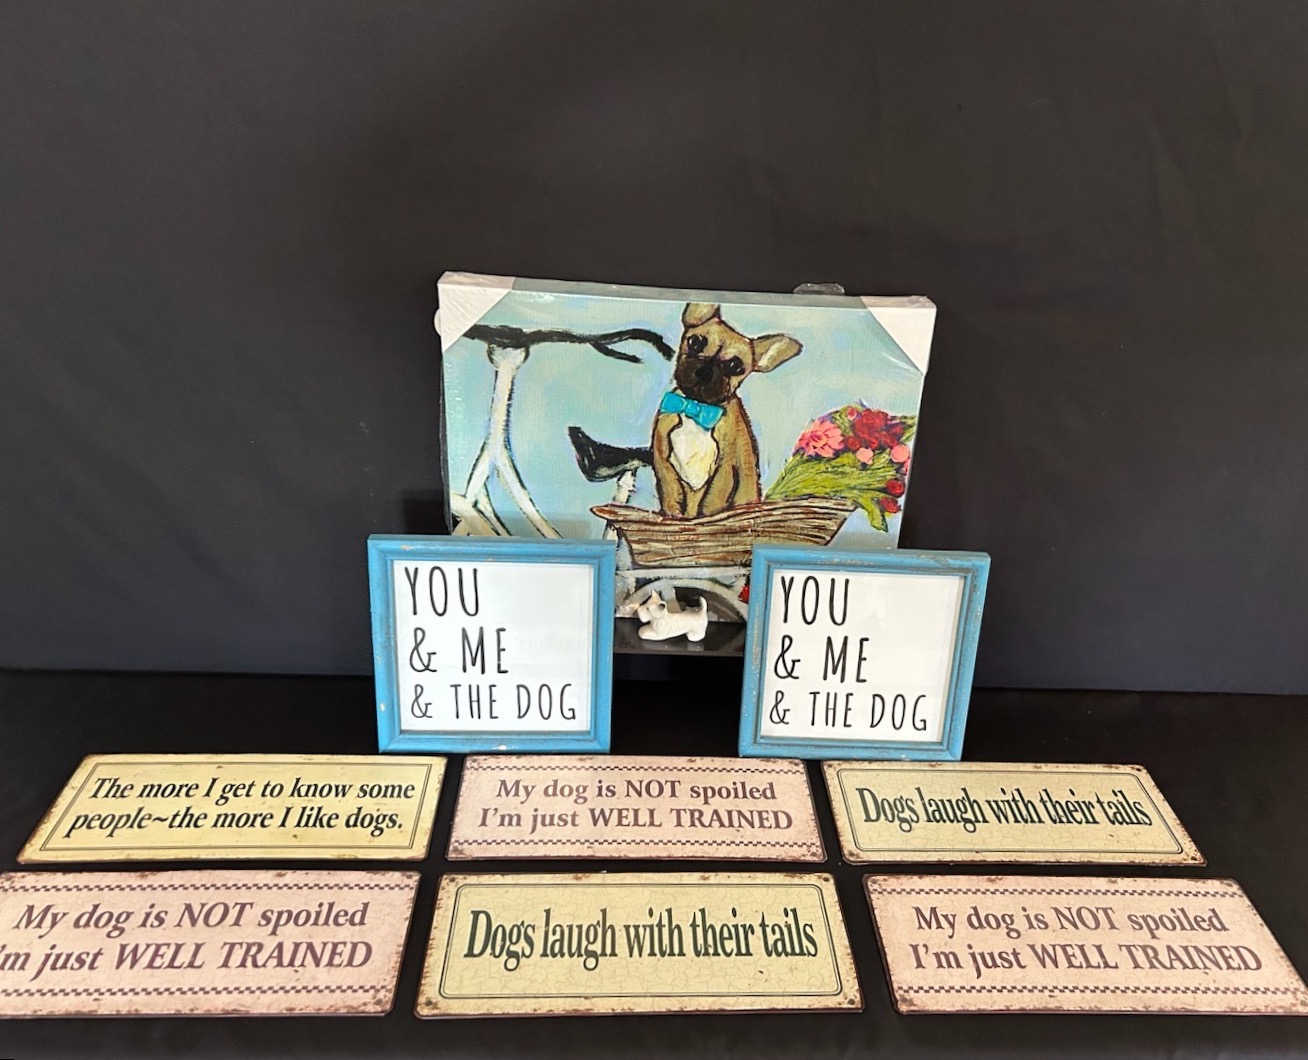 YOU
& ME
& THE DOG
YOU
& ME
& THE DOG
The more I get to know some
people~the more I like dogs.
My dog is NOT spoiled
I'm just WELL TRAINED
Dogs laugh with their tails
My dog is NOT spoiled
'm just WELL TRAINED
Dogs laugh with their tails
My dog is NOT spoiled
I'm just WELL TRAINED